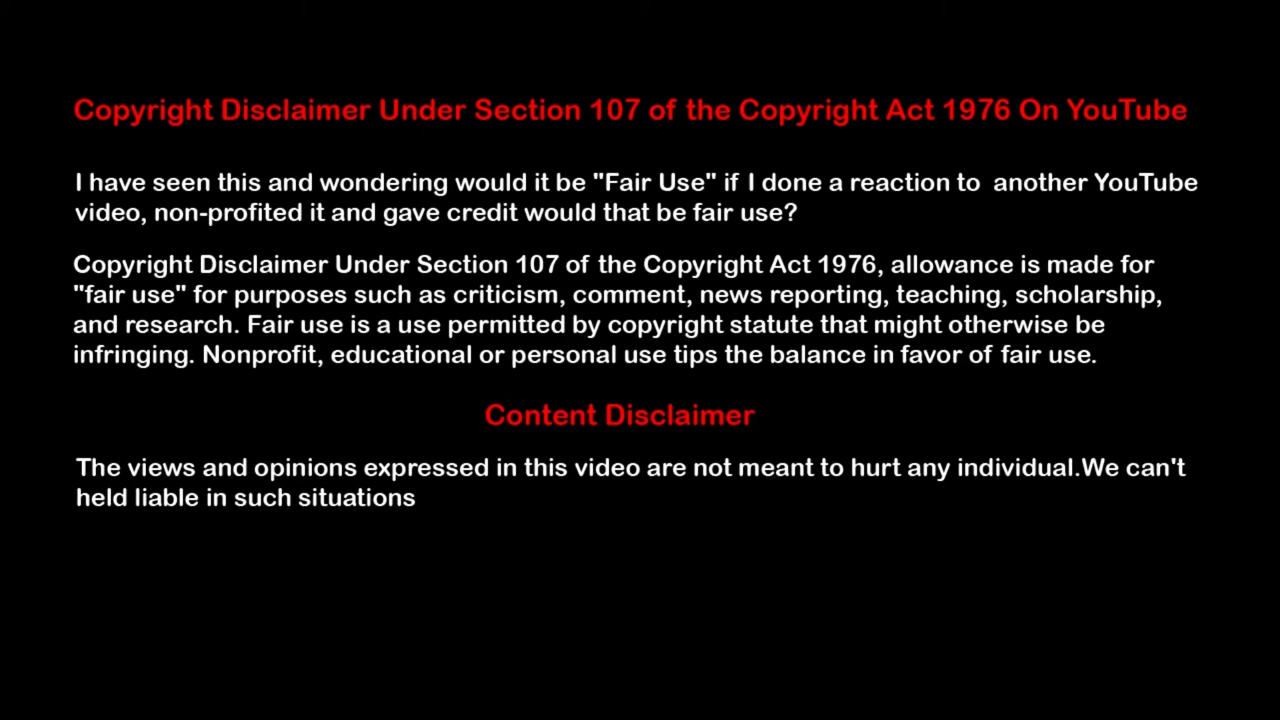 Copyright Disclaimer Under Section 107 of the Copyright Act 1976 On YouTube
I have seen this and wondering would it be "Fair Use" if I done a reaction to another YouTube
video, non-profited it and gave credit would that be fair use?
Copyright Disclaimer Under Section 107 of the Copyright Act 1976, allowance is made for
"fair use" for purposes such as criticism, comment, news reporting, teaching, scholarship,
and research. Fair use is a use permitted by copyright statute that might otherwise be
infringing. Nonprofit, educational or personal use tips the balance in favor of fair use.
Content Disclaimer
The views and opinions expressed in this video are not meant to hurt any individual.We can't
held liable in such situations